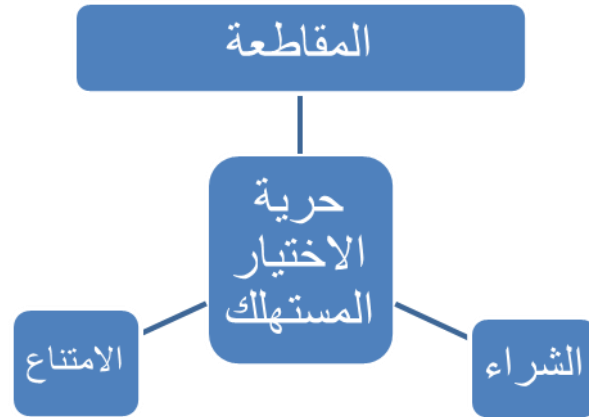 المقاطعة
حرية
الاختيار
المستهلك
الشراء
الامتناع